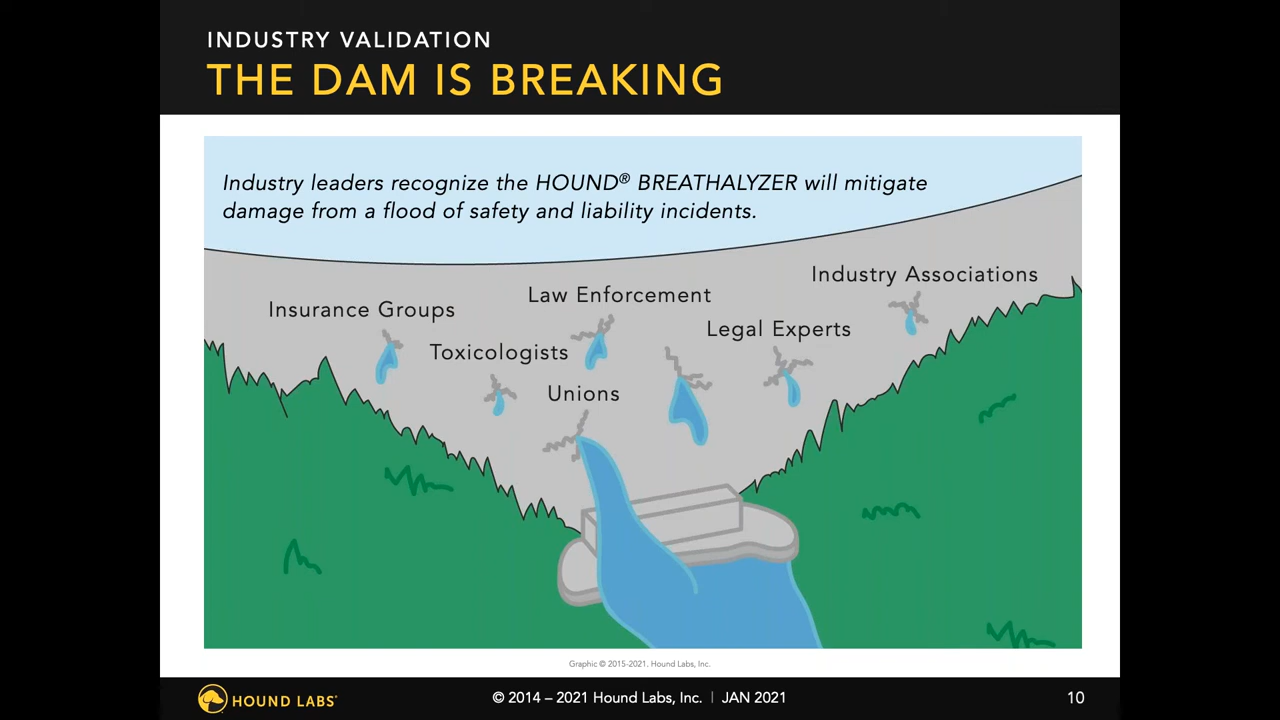 INDUSTRY VALIDATION
THE DAM IS BREAKING
Industry leaders recognize the HOUND® BREATHALYZER will mitigate
damage from a flood of safety and liability incidents.
Industry Associations
Law Enforcement
Insurance Groups
Legal Experts
Toxicologists
Unions
Graphic © 2015-2021. Hound Labs, Inc.
HOUND LABS®
© 2014 – 2021 Hound Labs, Inc. | JAN 2021
10